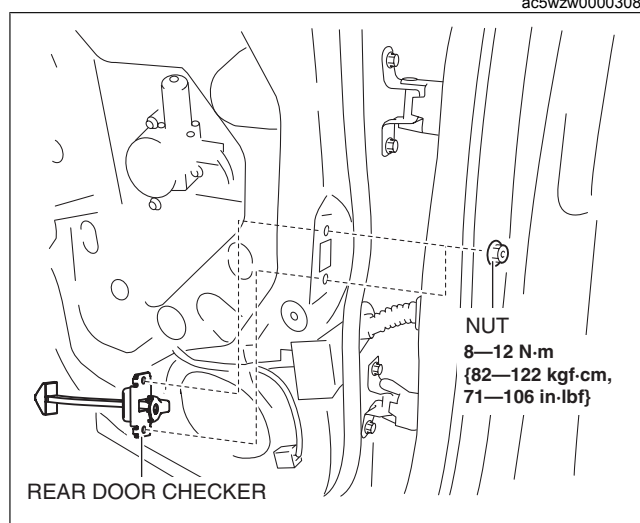 ac5wzw0000308
NUT
8—12 N·m
{82—122 kgf·cm,
71—106 in·lbf}
REAR DOOR CHECKER